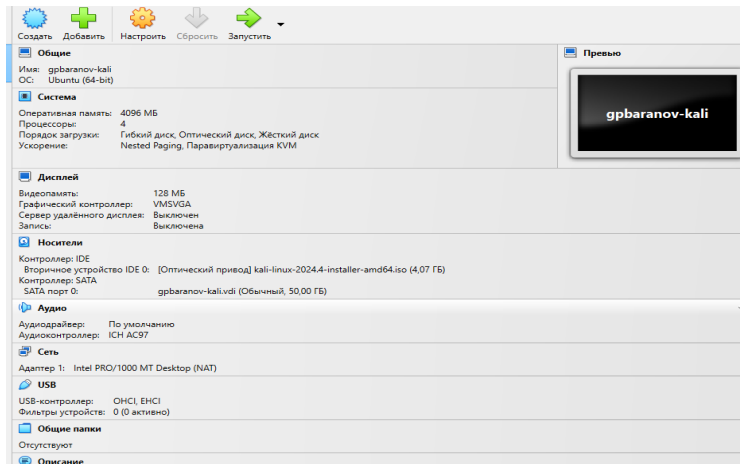 Создать Добавить Настроить Сбросить Запустить
Общие
Имя: gpbaranov-kali
ОС: Ubuntu (64-bit)
Превью
gpbaranov-kali
Система
Оперативная память: 4096 МБ
Процессоры: 4
Порядок загрузки: Гибкий диск, Оптический диск, Жёсткий диск
Ускорение: Nested Paging, Паравиртуализация KVM
Дисплей
Видеопамять: 128 МБ
Графический контроллер: VMSVGA
Сервер удалённого дисплея: Выключен
Запись: Выключена
Носители
Контроллер: IDE
Вторичное устройство IDE 0: [Оптический привод] kali-linux-2024.4-installer-amd64.iso (4,07 ГБ)
Контроллер: SATA
SATA порт 0: gpbaranov-kali.vdi (Обычный, 50,00 ГБ)
Аудио
Аудиодрайвер: По умолчанию
Аудиоконтроллер: ICH AC97
Сеть
Адаптер 1: Intel PRO/1000 MT Desktop (NAT)
USB
USB-контроллер: OHCI, EHCI
Фильтры устройств: 0 (0 активно)
Общие папки
Отсутствуют
Описание